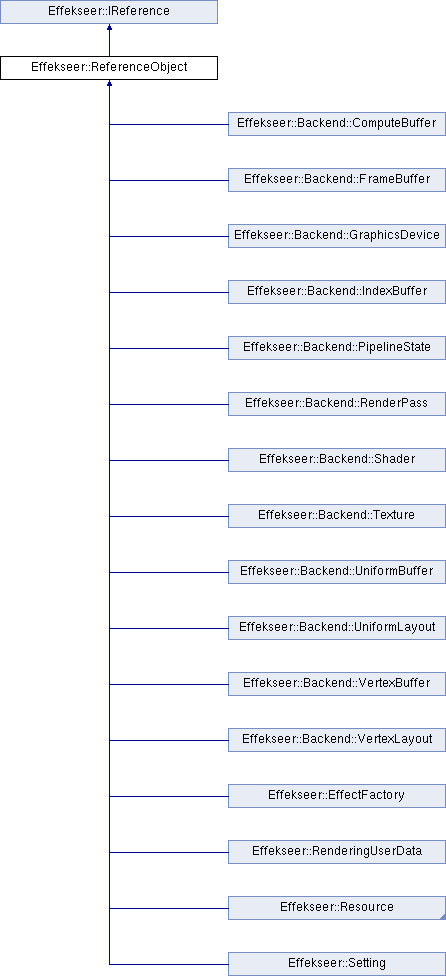 Effekseer::IReference
Effekseer::ReferenceObject
Effekseer::Backend::ComputeBuffer
Effekseer::Backend::FrameBuffer
Effekseer::Backend::GraphicsDevice
Effekseer::Backend::IndexBuffer
Effekseer::Backend::PipelineState
Effekseer::Backend::RenderPass
Effekseer::Backend::Shader
Effekseer::Backend::Texture
Effekseer::Backend::UniformBuffer
Effekseer::Backend::UniformLayout
Effekseer::Backend::VertexBuffer
Effekseer::Backend::VertexLayout
Effekseer::EffectFactory
Effekseer::RenderingUserData
Effekseer::Resource
Effekseer::Setting